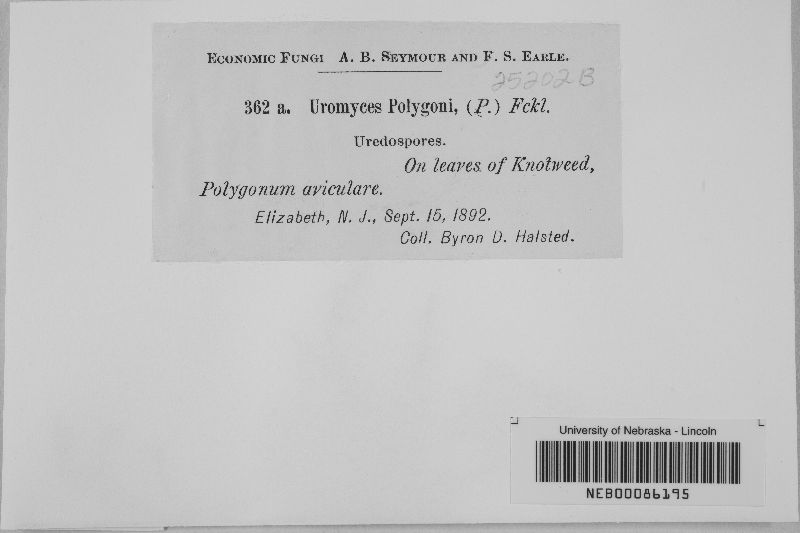 Economic Fungi A. B. Seymour and F. S. Earle.
25202B
362 a. Uromyces Polygoni, (P.) Fckl.
Uredospores.
On leaves of Knotweed,
Polygonum aviculare.
Elizabeth, N. J., Sept. 15, 1892.
Coll. Byron D. Halsted.
University of Nebraska - Lincoln
NEB00086195